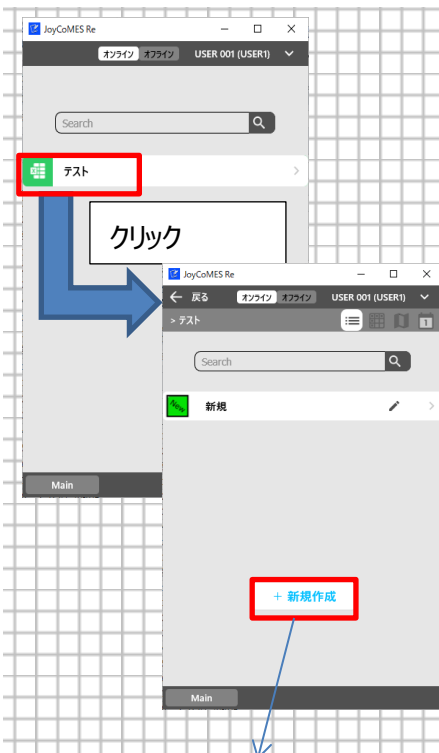 JoyCoMES Re
オンライン オフライン USER 001 (USER1)
Search
テスト
クリック
JoyCoMES Re
戻る オンライン オフライン USER 001 (USER1)
> テスト
1
Search
New 新規
Main
+ 新規作成
Main